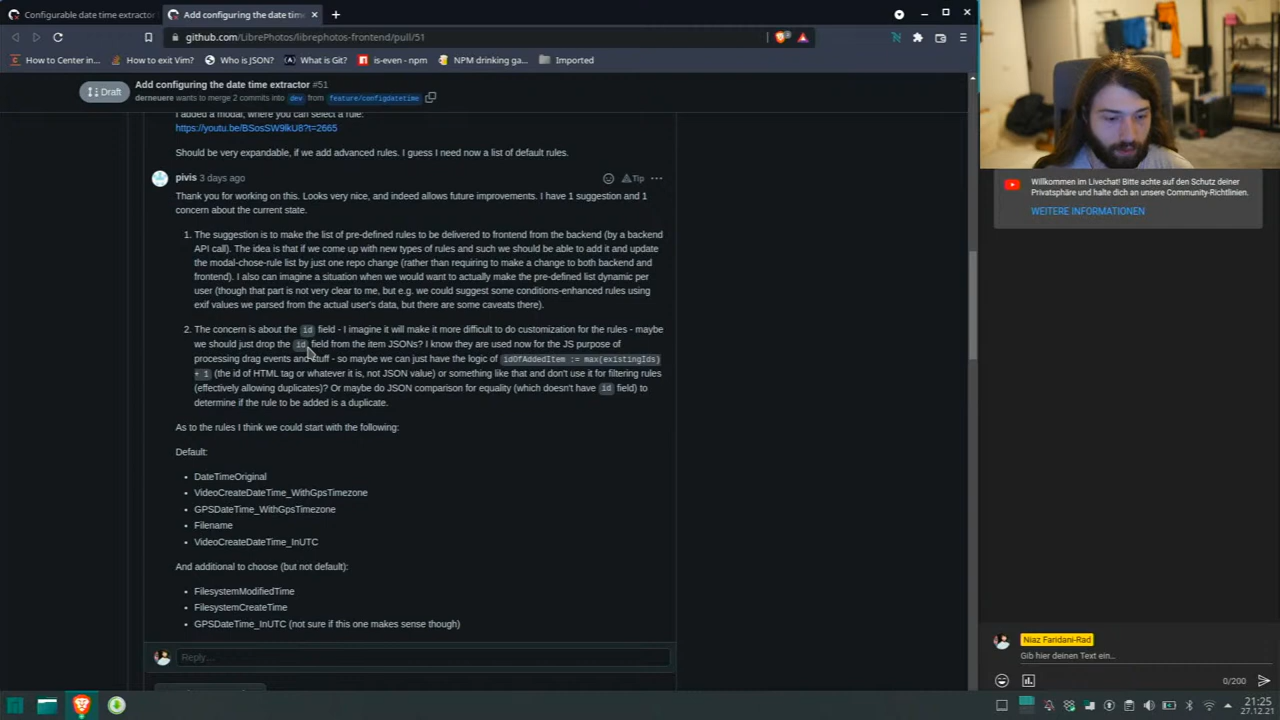 Configurable date time extractor
Add configuring the date time
github.com/LibrePhotos/librephotos-frontend/pull/51
How to Center in...
How to exit Vim?
Who is JSON?
What is Git?
is-even - npm
NPM drinking ga...
Imported
Draft
Add configuring the date time extractor #51
derneuere wants to merge 2 commits into dev from feature/configdatetime
I added a modal, where you can select a rule:
https://youtu.be/BSosSW9lkU8?t=2665
Should be very expandable, if we add advanced rules. I guess I need now a list of default rules.
pivis 3 days ago
Tip
Thank you for working on this. Looks very nice, and indeed allows future improvements. I have 1 suggestion and 1
concern about the current state.
1. The suggestion is to make the list of pre-defined rules to be delivered to frontend from the backend (by a backend
API call). The idea is that if we come up with new types of rules and such we should be able to add it and update
the modal-chose-rule list by just one repo change (rather than requiring to make a change to both backend and
frontend). I also can imagine a situation when we would want to actually make the pre-defined list dynamic per
user (though that part is not very clear to me, but e.g. we could suggest some conditions-enhanced rules using
exif values we parsed from the actual user's data, but there are some caveats there).
2. The concern is about the id field - I imagine it will make it more difficult to do customization for the rules - maybe
we should just drop the id field from the item JSONs? I know they are used now for the JS purpose of
processing drag events and stuff - so maybe we can just have the logic of idOfAddedItem := max(existingIds)
+ 1 (the id of HTML tag or whatever it is, not JSON value) or something like that and don't use it for filtering rules
(effectively allowing duplicates)? Or maybe do JSON comparison for equality (which doesn't have id field) to
determine if the rule to be added is a duplicate.
As to the rules I think we could start with the following:
Default:
• DateTimeOriginal
• VideoCreateDateTime_WithGpsTimezone
• GPSDateTime_WithGpsTimezone
• Filename
• VideoCreateDateTime_InUTC
And additional to choose (but not default):
• FilesystemModifiedTime
• FilesystemCreateTime
• GPSDateTime_InUTC (not sure if this one makes sense though)
Reply...
Willkommen im Livechat! Bitte achte auf den Schutz deiner
Privatsphäre und halte dich an unsere Community-Richtlinien.
WEITERE INFORMATIONEN
Niaz Faridani-Rad
Gib hier deinen Text ein...
0/200
21:25
27.12.21